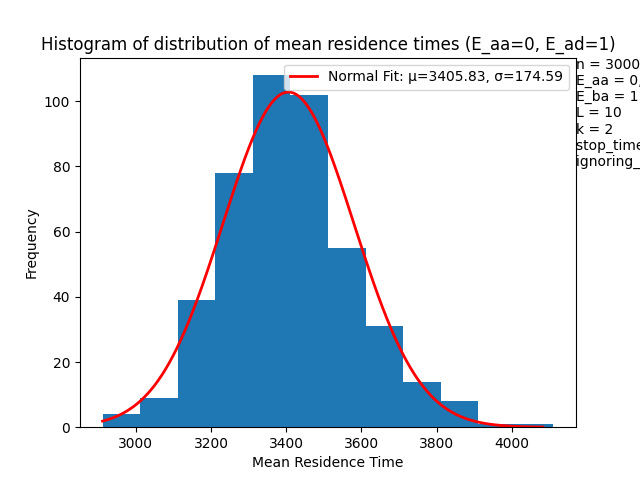 Histogram of distribution of mean residence times (E_aa=0, E_ad=1)
n = 3000
E_aa = 0,
E_ba = 1
L = 10
k = 2
stop_time
ignoring_
Normal Fit: μ=3405.83, σ=174.59
100
80
60
40
20
0
Frequency
3000 3200 3400 3600 3800 4000
Mean Residence Time